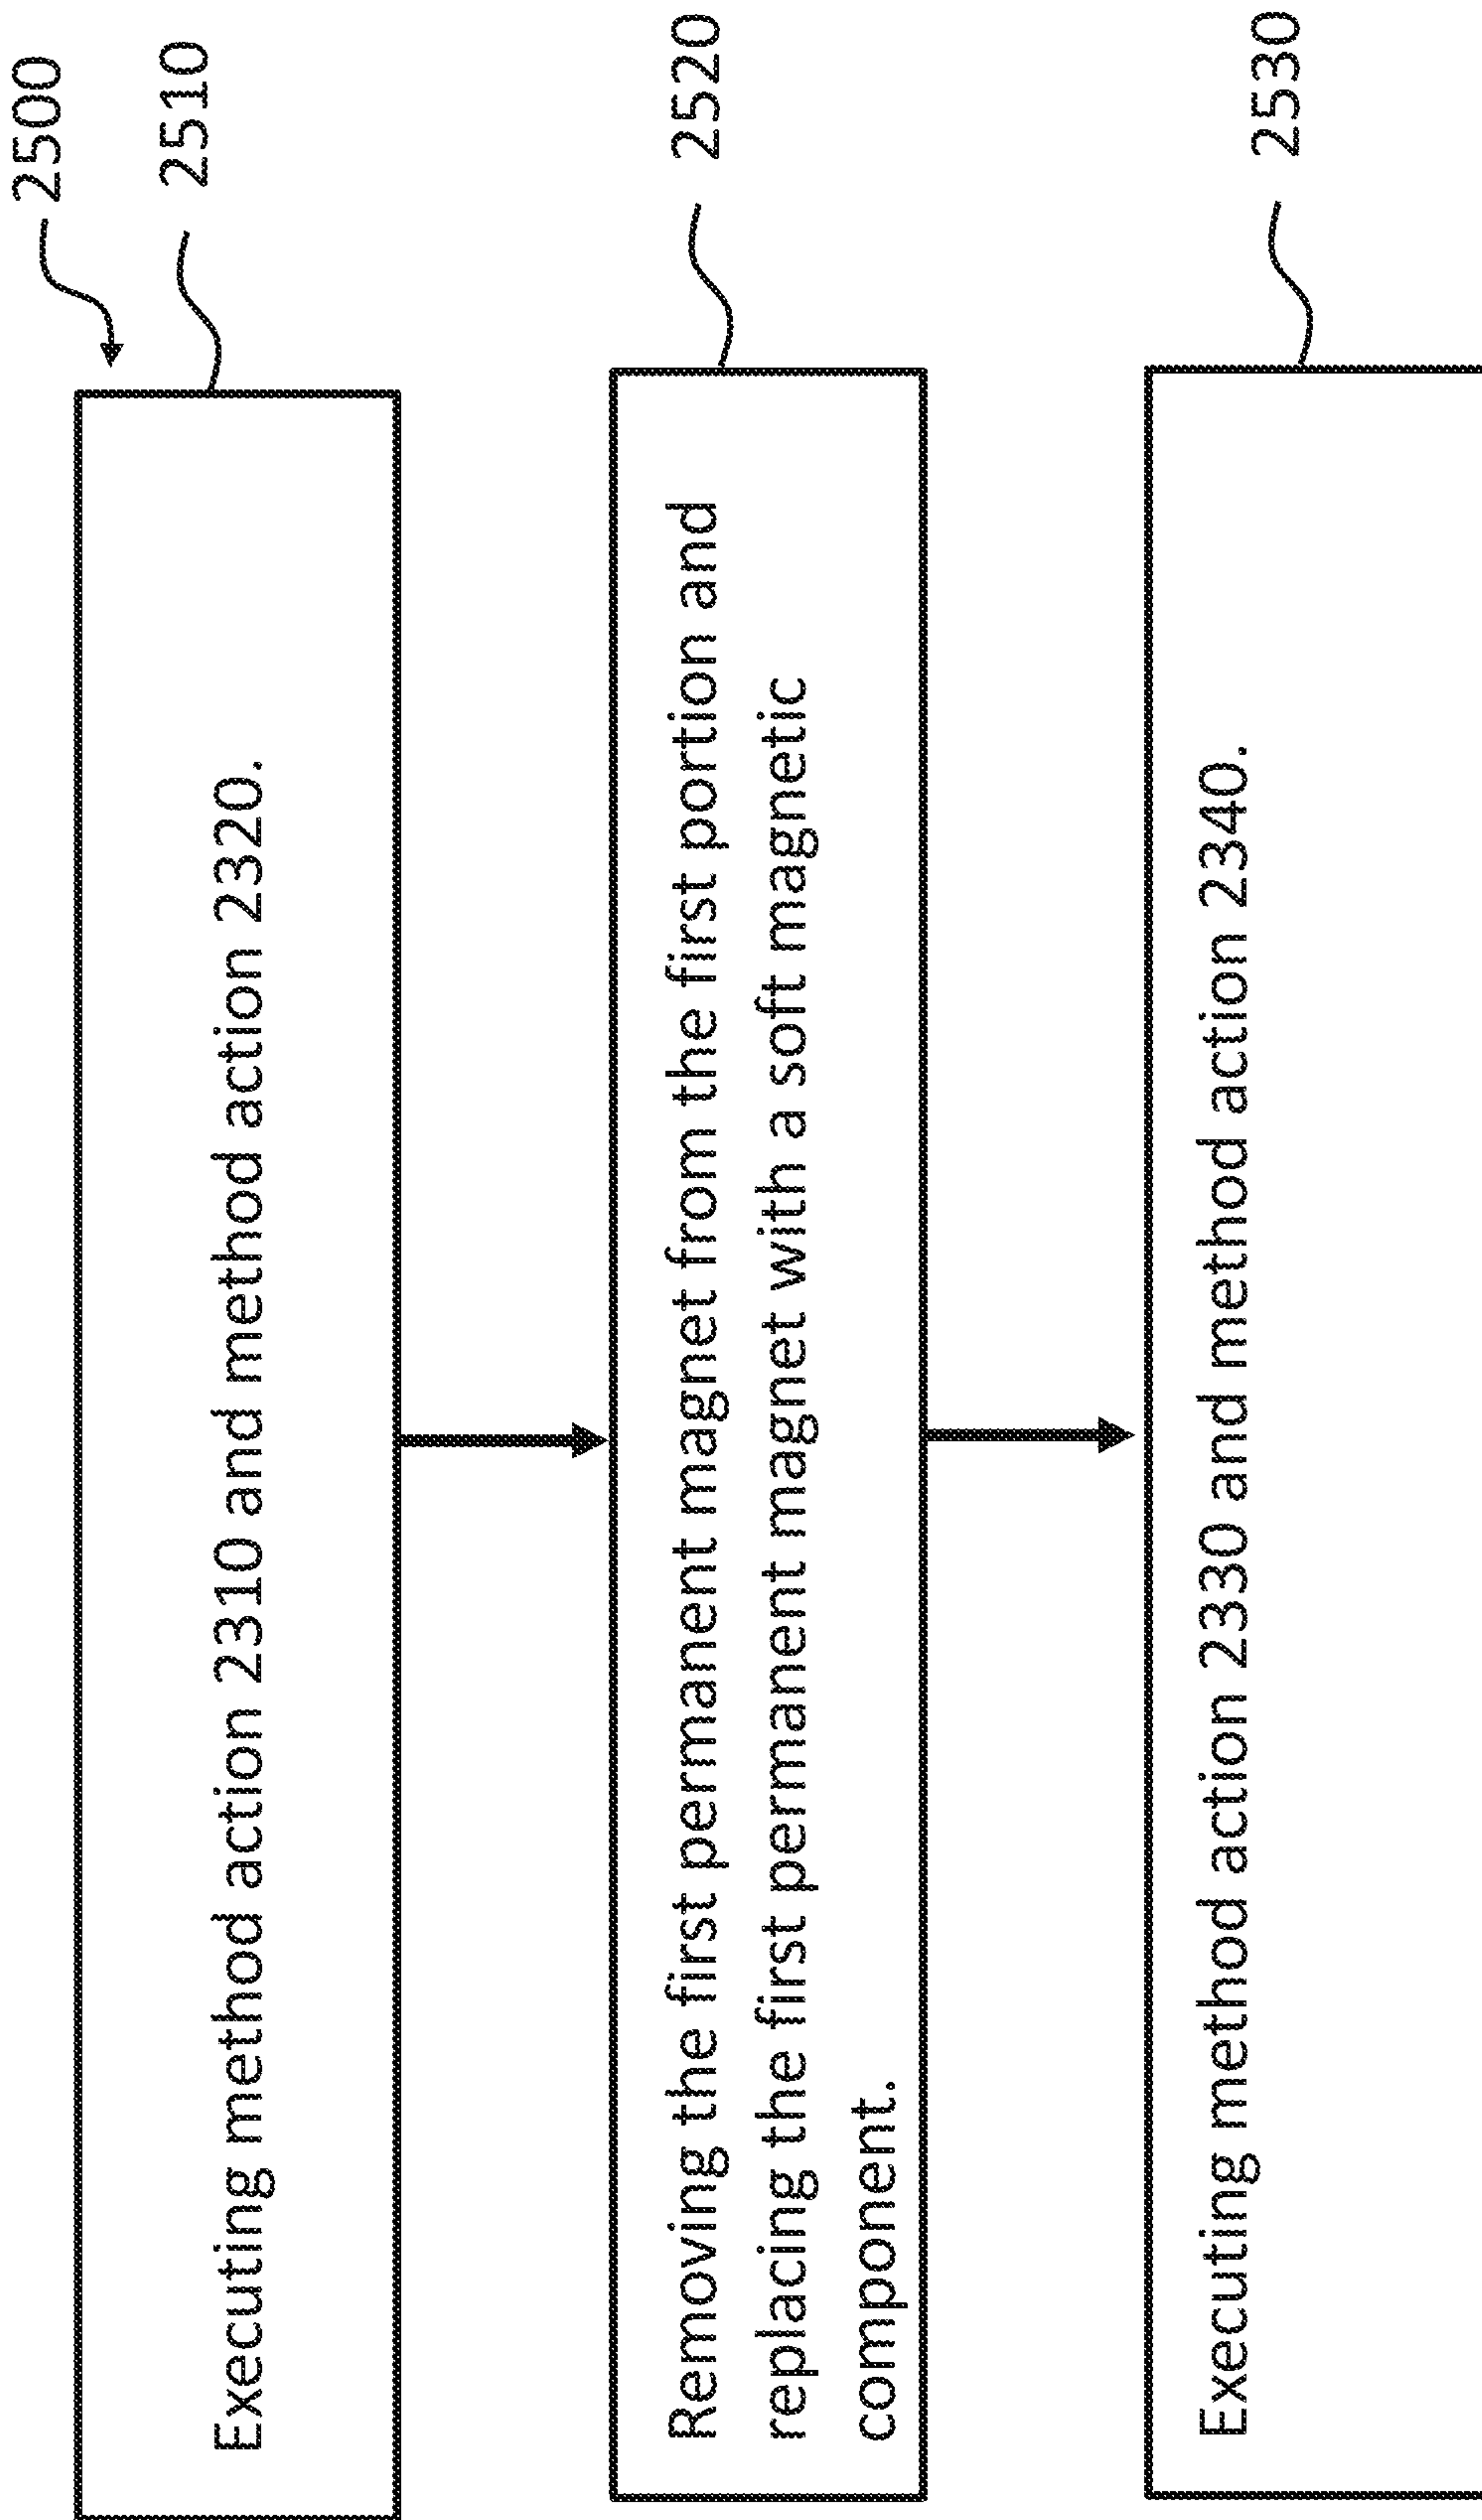 2500
2510
Executing method action 2310 and method action 2320.
2520
Removing the first permanent magnet from the first portion and
replacing the first permanent magnet with a soft magnetic
component.
2530
Executing method action 2330 and method action 2340.